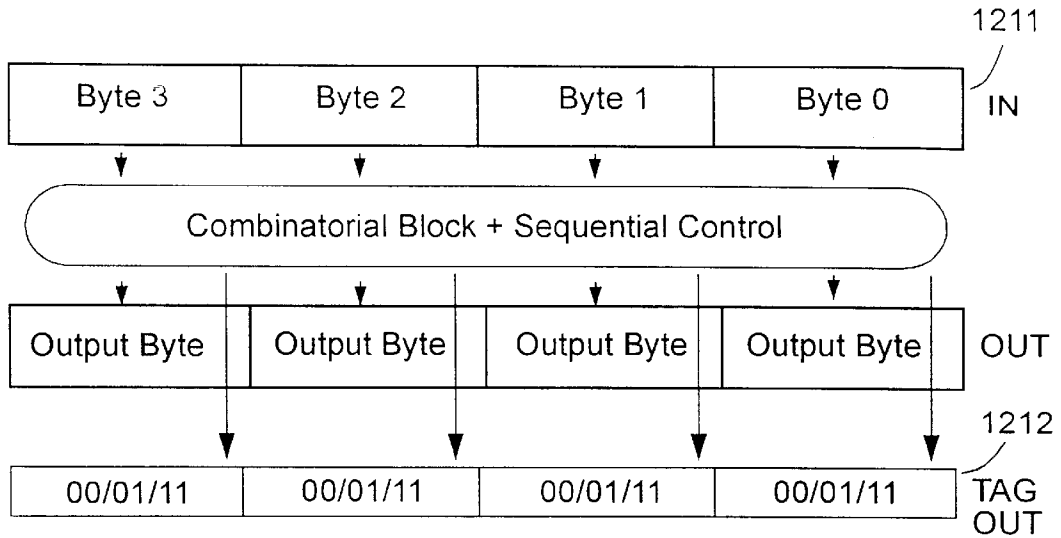 1211
Byte 3 Byte 2 Byte 1 Byte 0 IN
Combinatorial Block + Sequential Control
Output Byte Output Byte Output Byte Output Byte OUT
1212
00/01/11 00/01/11 00/01/11 00/01/11 TAG
OUT